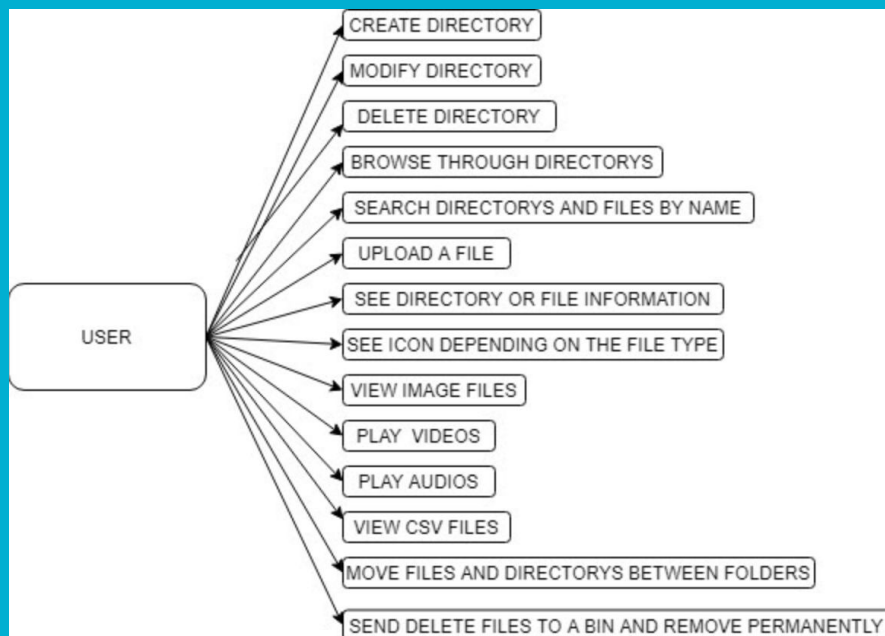 CREATE DIRECTORY
MODIFY DIRECTORY
DELETE DIRECTORY
BROWSE THROUGH DIRECTORYS
SEARCH DIRECTORYS AND FILES BY NAME
UPLOAD A FILE
SEE DIRECTORY OR FILE INFORMATION
USER
SEE ICON DEPENDING ON THE FILE TYPE
VIEW IMAGE FILES
PLAY VIDEOS
PLAY AUDIOS
VIEW CSV FILES
MOVE FILES AND DIRECTORYS BETWEEN FOLDERS
SEND DELETE FILES TO A BIN AND REMOVE PERMANENTLY